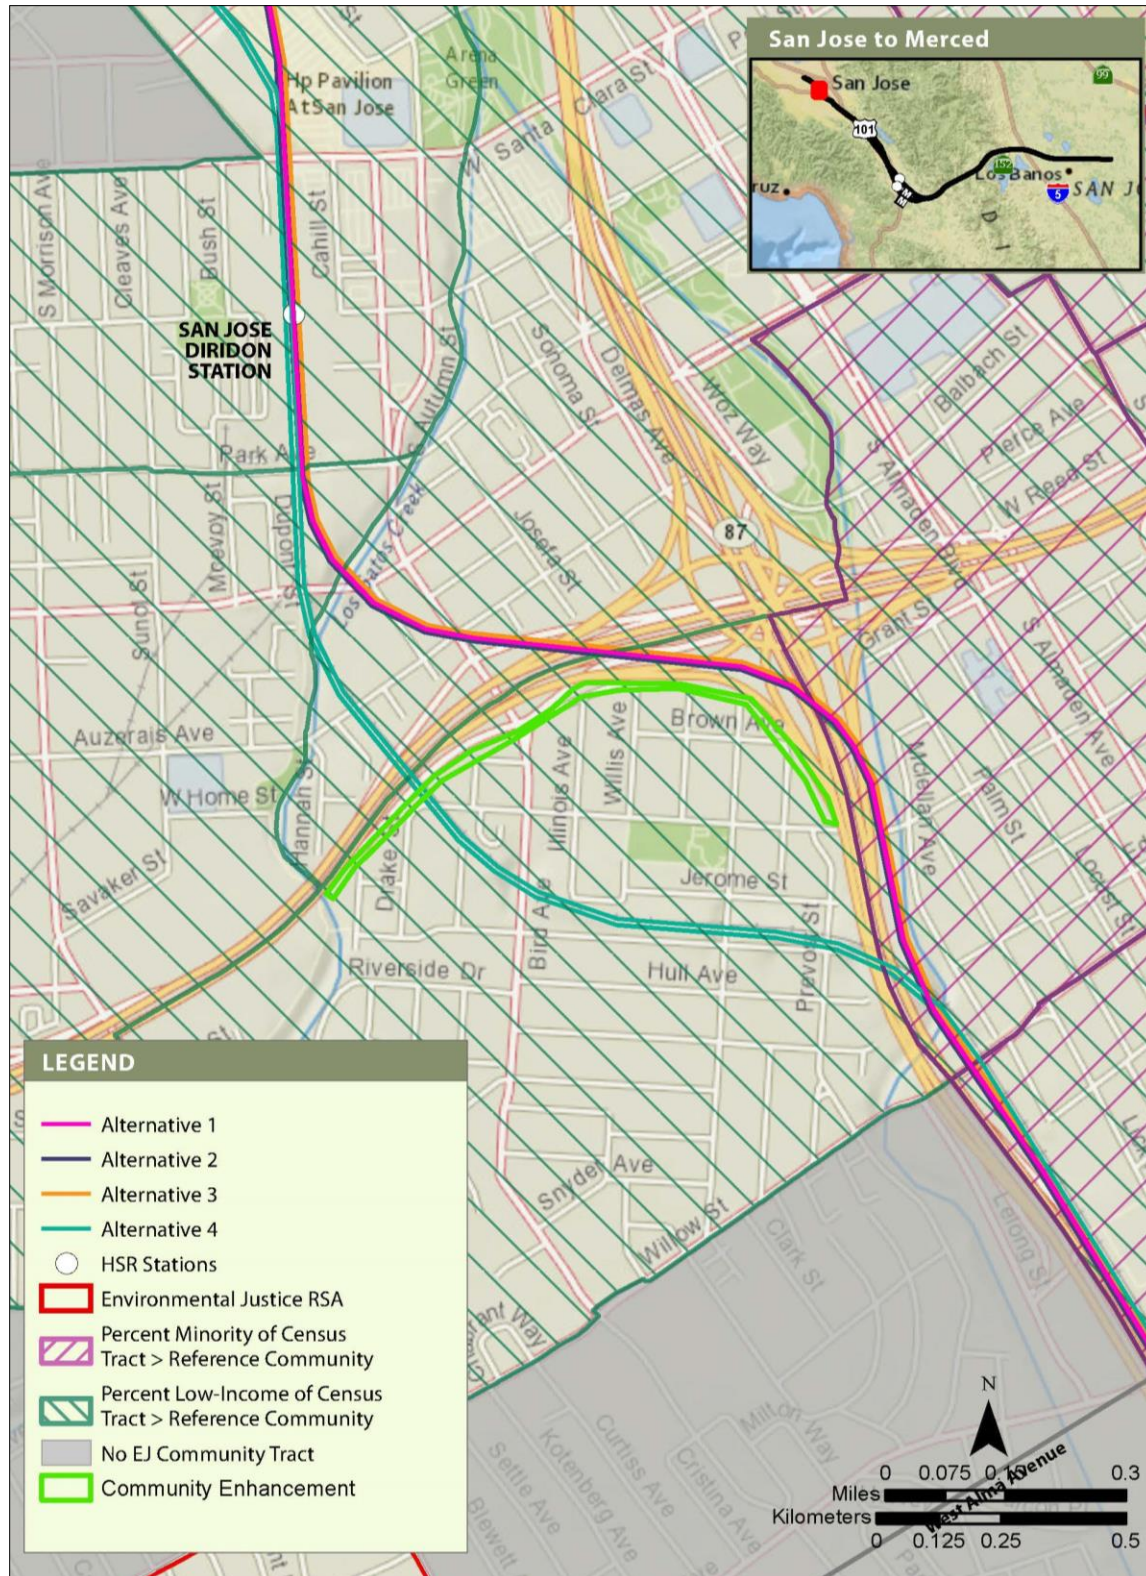 San Jose to Merced
San Jose
99
101
152
Los Banos
5
SAN J
ruz
D I
Hp Pavilion
At San Jose
Arena
Green
Santa Clara St
N
S Morrison Ave
Cleaves Ave
Bush St
Cahill St
SAN JOSE
DIRIDON
STATION
S Autumn St
Sonoma St
Delmas Ave
Woz Way
Balbach St
Pierce Ave
W Reed St
S Almaden Blvd
Park Ave
Mcevoy St
Dupont St
Los Gatos Creek
Josefa St
87
Sunol St
Grant S
S Almaden Ave
Auzerais Ave
W Home St
Hannan St
Brown Ave
Illinois Ave
Willis Ave
Mclellan Ave
Palm St
Locust St
Savaker St
Drake St
Bird Ave
Jerome St
Prevost St
Riverside Dr
Hull Ave
Snyder Ave
Willow St
Clark St
Lelong St
Milton Way
Curtiss Ave
Cristina Ave
Kotenberg Ave
Settle Ave
Blewett
West Alma Avenue
LEGEND
Alternative 1
Alternative 2
Alternative 3
Alternative 4
HSR Stations
Environmental Justice RSA
Percent Minority of Census
Tract > Reference Community
Percent Low-Income of Census
Tract > Reference Community
No EJ Community Tract
Community Enhancement
N
0 0.075 0.15 0.3
Miles
Kilometers
0 0.125 0.25 0.5